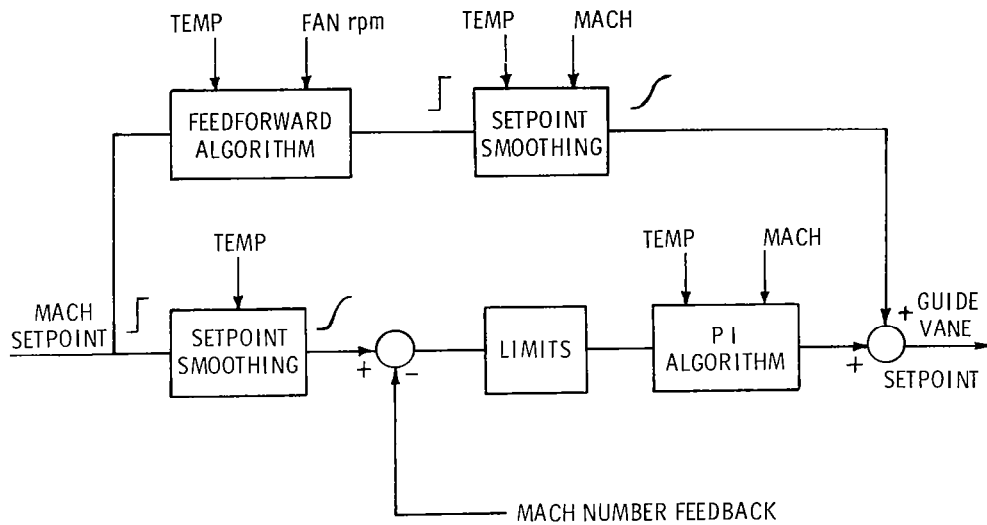 TEMP
FAN rpm
TEMP
MACH
FEEDFORWARD
ALGORITHM
SETPOINT
SMOOTHING
TEMP
TEMP
MACH
MACH
SETPOINT
SETPOINT
SMOOTHING
+
-
LIMITS
PI
ALGORITHM
+
+
GUIDE
VANE
SETPOINT
MACH NUMBER FEEDBACK